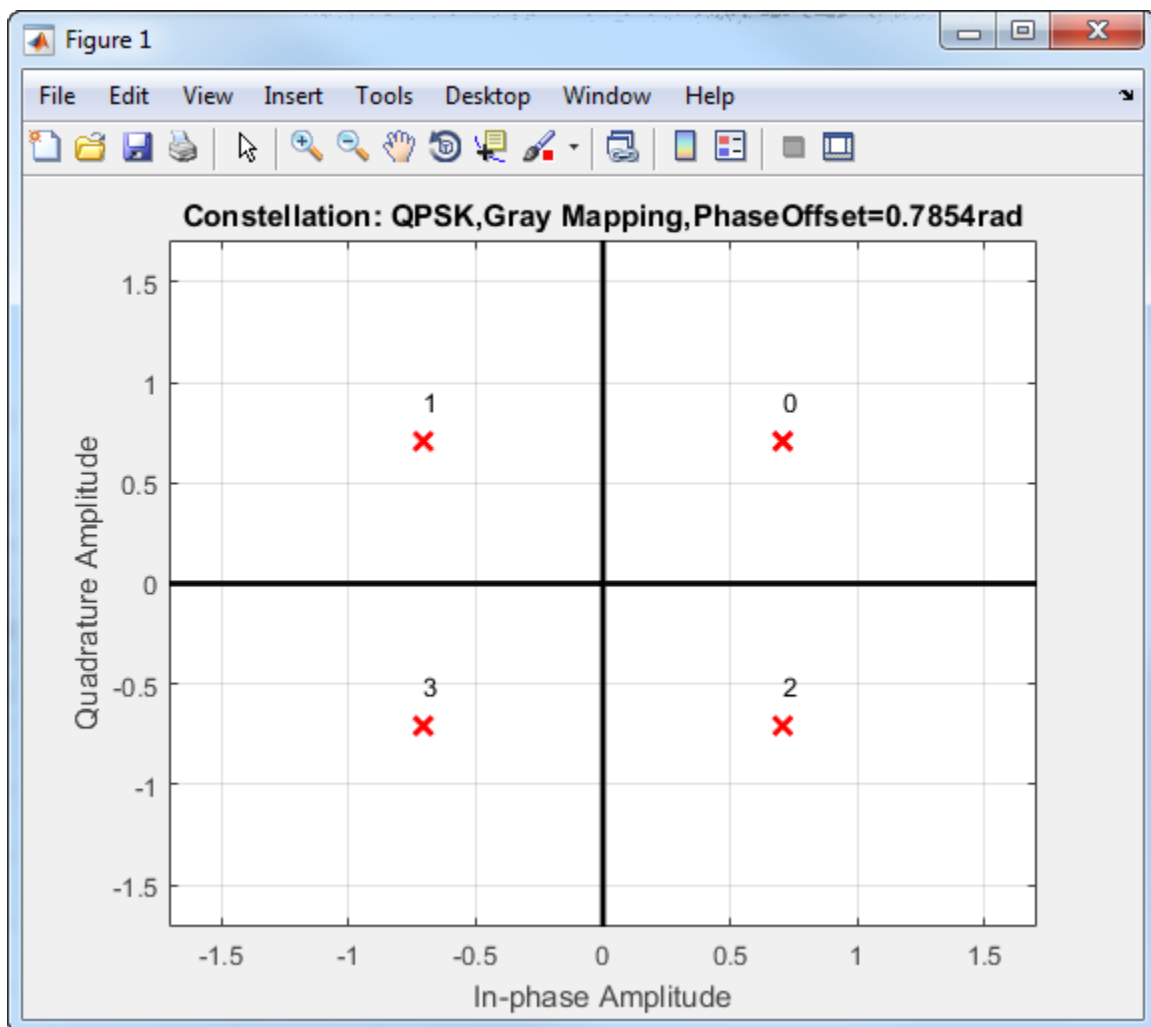 Figure 1
File Edit View Insert Tools Desktop Window Help
Constellation: QPSK,Gray Mapping,PhaseOffset=0.7854rad
1.5
1
1 0
0.5
0
-0.5
3 2
-1
-1.5
Quadrature Amplitude
-1.5 -1 -0.5 0 0.5 1 1.5
In-phase Amplitude